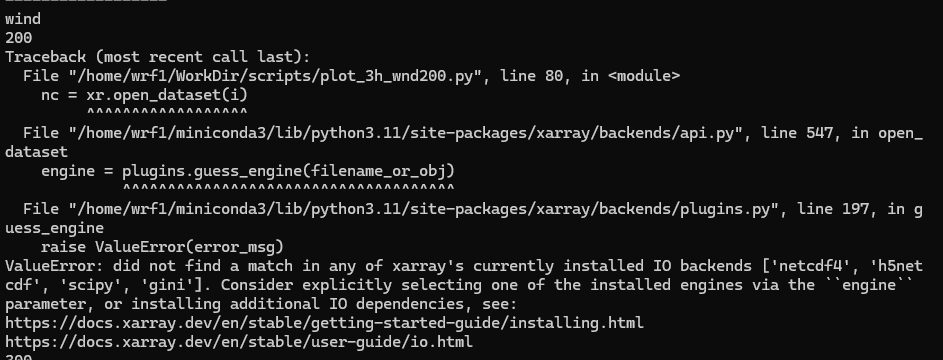 wind
200
Traceback (most recent call last):
  File "/home/wrf1/WorkDir/scripts/plot_3h_wnd200.py", line 80, in <module>
    nc = xr.open_dataset(i)
         ^^^^^^^^^^^^^^^^^^
  File "/home/wrf1/miniconda3/lib/python3.11/site-packages/xarray/backends/api.py", line 547, in open_
dataset
    engine = plugins.guess_engine(filename_or_obj)
             ^^^^^^^^^^^^^^^^^^^^^^^^^^^^^^^^^^^^^
  File "/home/wrf1/miniconda3/lib/python3.11/site-packages/xarray/backends/plugins.py", line 197, in g
uess_engine
    raise ValueError(error_msg)
ValueError: did not find a match in any of xarray's currently installed IO backends ['netcdf4', 'h5net
cdf', 'scipy', 'gini']. Consider explicitly selecting one of the installed engines via the ``engine``
parameter, or installing additional IO dependencies, see:
https://docs.xarray.dev/en/stable/getting-started-guide/installing.html
https://docs.xarray.dev/en/stable/user-guide/io.html